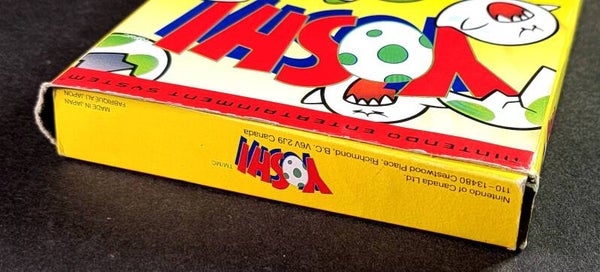 YOSHI
NINTENDO ENTERTAINMENT SYSTEM
Nintendo of Canada Ltd.
110-13480 Crestwood Place, Richmond, B.C. V6V 2J9 Canada
YOSHI
TM/MC
MADE IN JAPAN
FABRIQUÉ AU JAPON